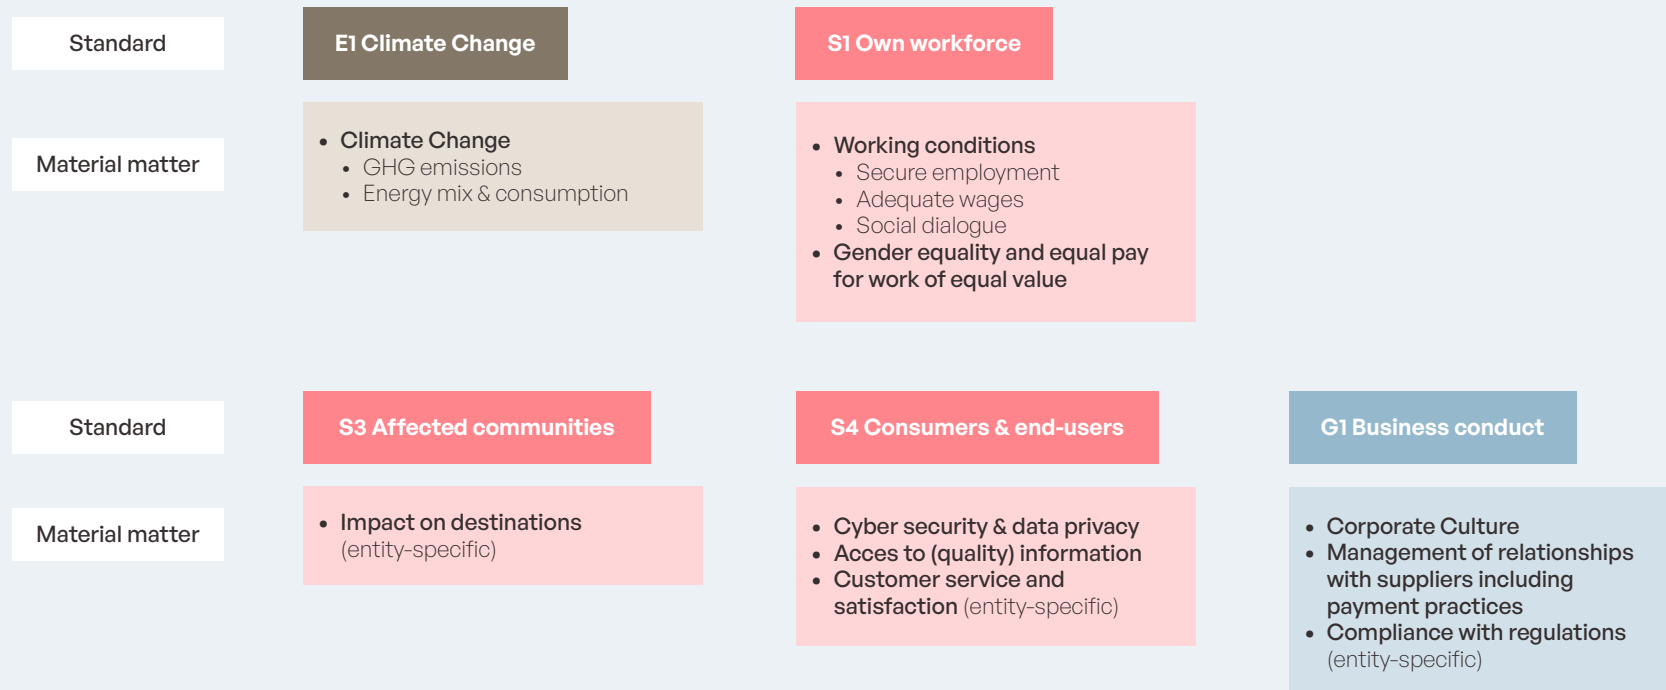 Standard
E1 Climate Change
S1 Own workforce
Material matter
• Climate Change
• GHG emissions
• Energy mix & consumption
• Working conditions
• Secure employment
• Adequate wages
• Social dialogue
• Gender equality and equal pay
for work of equal value
Standard
S3 Affected communities
S4 Consumers & end-users
G1 Business conduct
Material matter
• Impact on destinations
(entity-specific)
• Cyber security & data privacy
• Acces to (quality) information
• Customer service and
satisfaction (entity-specific)
• Corporate Culture
• Management of relationships
with suppliers including
payment practices
• Compliance with regulations
(entity-specific)